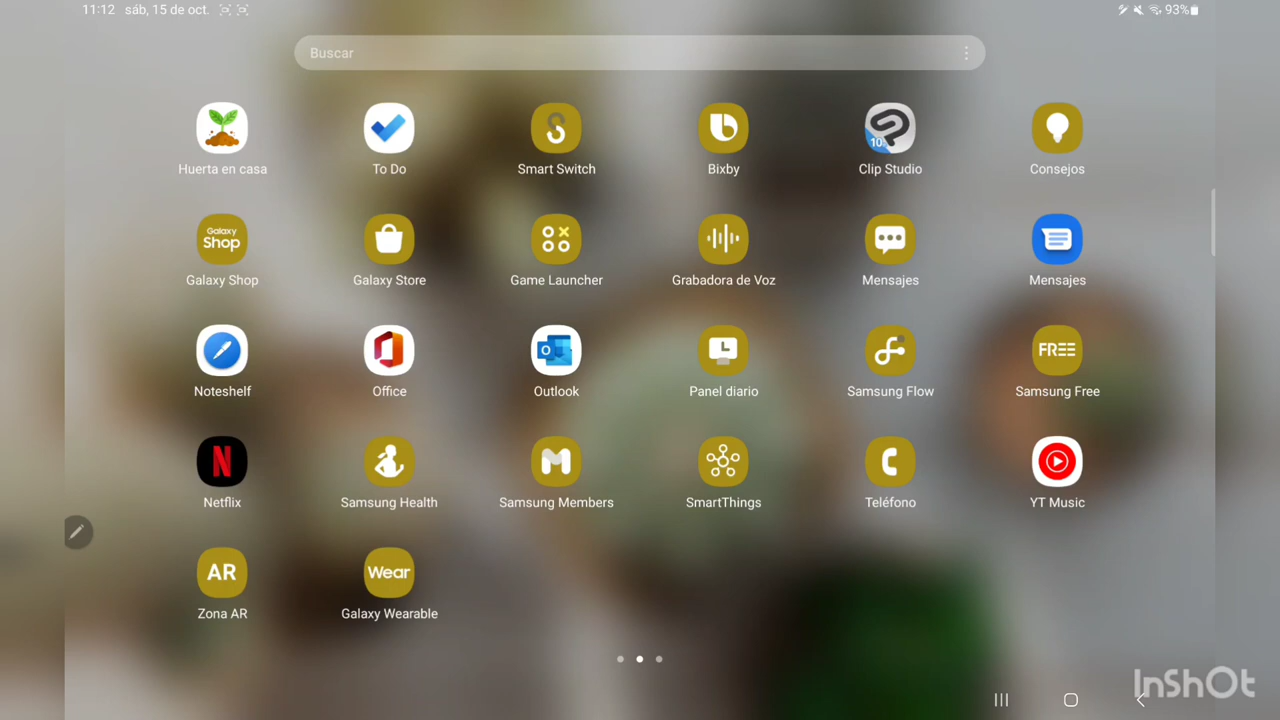 11:12 sáb, 15 de oct.
93%
Buscar
Huerta en casa
To Do
Smart Switch
Bixby
10
Clip Studio
Consejos
Galaxy Shop
Galaxy Shop
Galaxy Store
Game Launcher
Grabadora de Voz
Mensajes
Mensajes
Noteshelf
Office
O
Outlook
Panel diario
Samsung Flow
FREE
Samsung Free
N
Netflix
Samsung Health
Samsung Members
SmartThings
Teléfono
YT Music
AR
Zona AR
Wear
Galaxy Wearable
InShOt